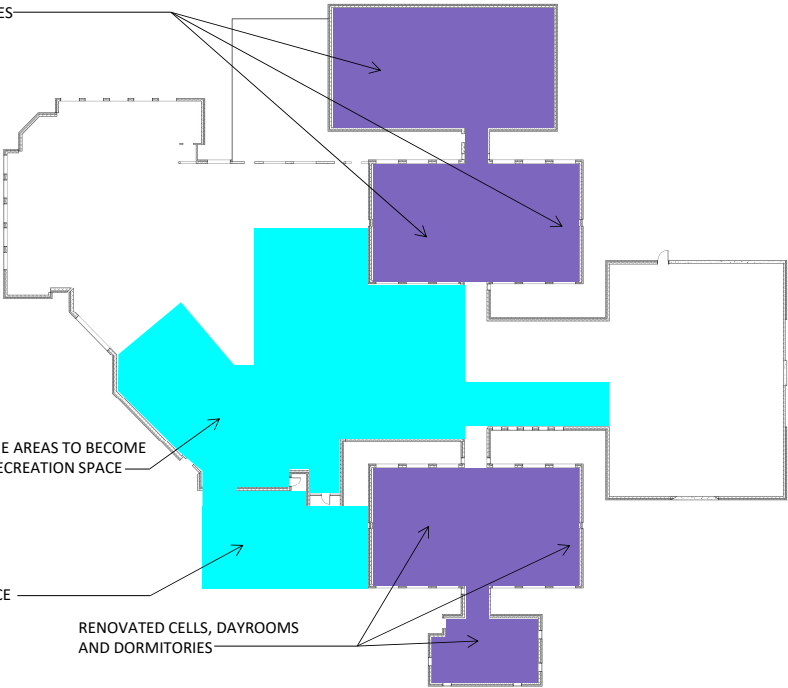 ES
E AREAS TO BECOME
ECREATION SPACE
CE
RENOVATED CELLS, DAYROOMS
AND DORMITORIES